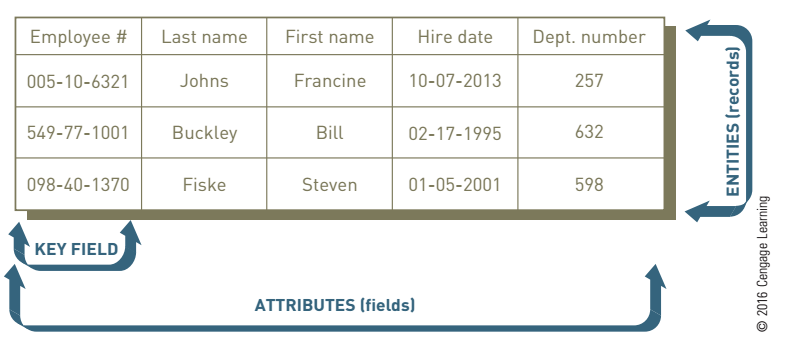 Employee # Last name First name Hire date Dept. number
005-10-6321 Johns Francine 10-07-2013 257
549-77-1001 Buckley Bill 02-17-1995 632
098-40-1370 Fiske Steven 01-05-2001 598
ENTITIES (records)
KEY FIELD
ATTRIBUTES (fields)
© 2016 Cengage Learning